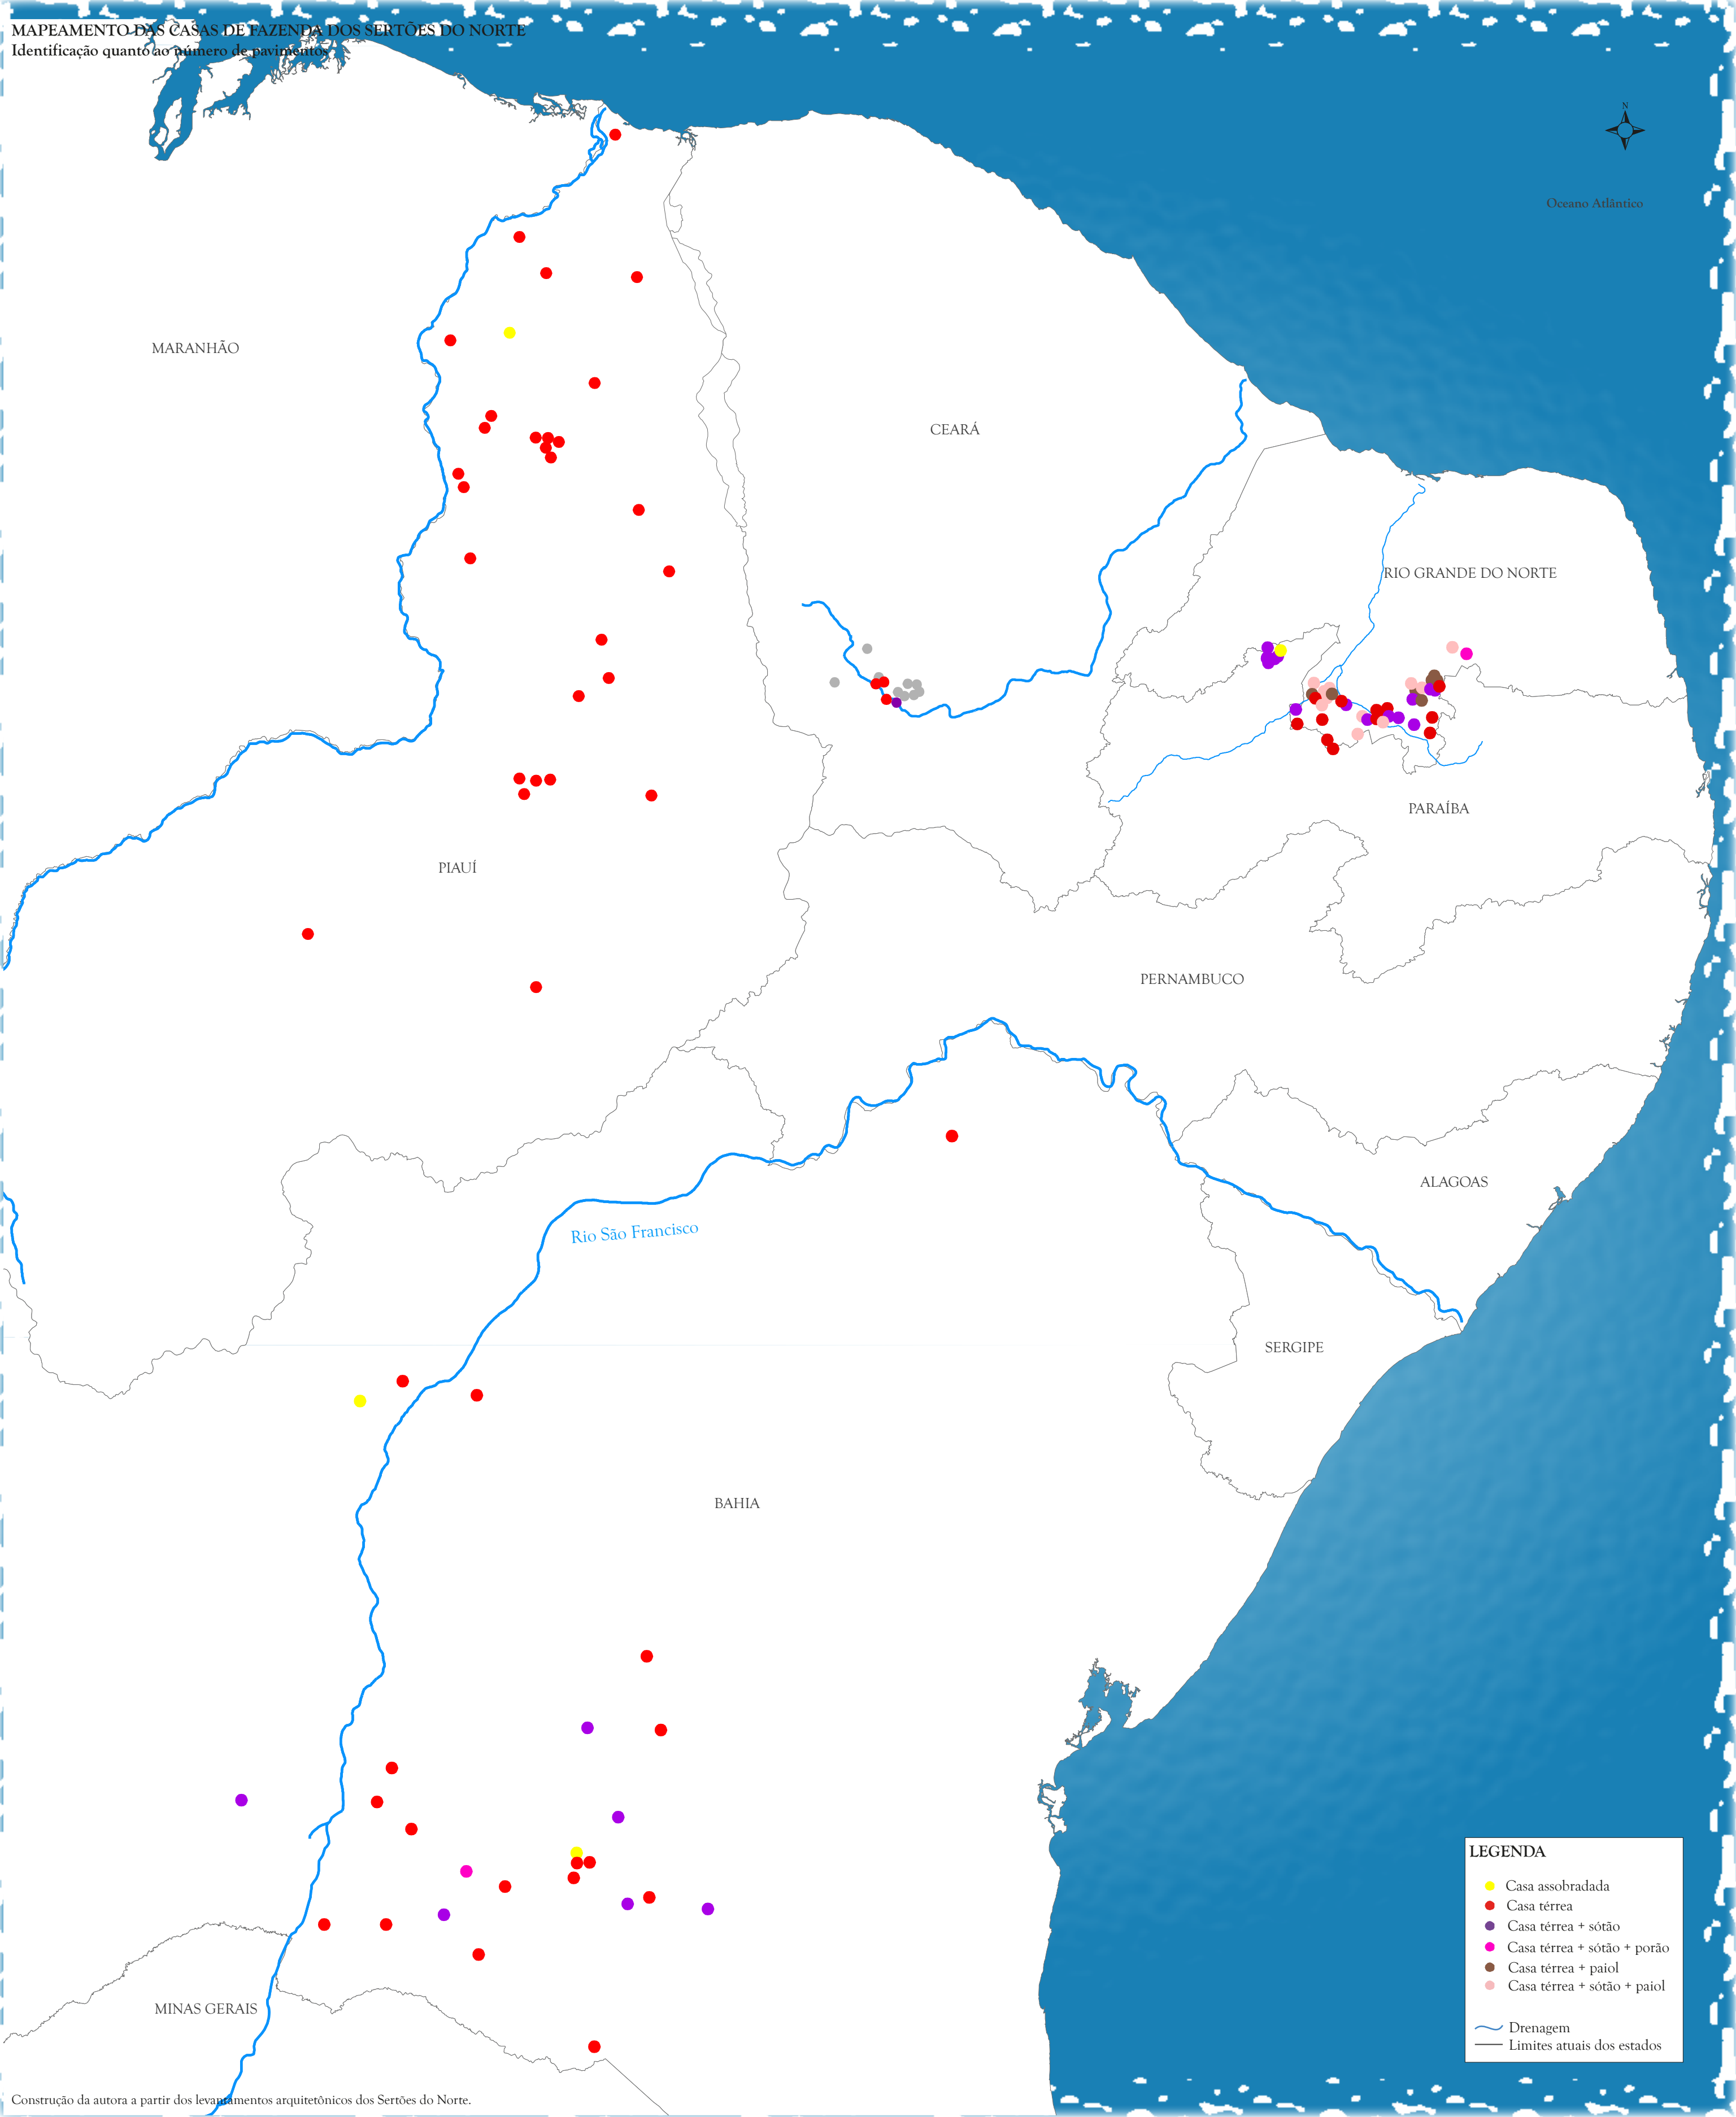 MAPEAMENTO DAS CASAS DE FAZENDA DOS SERTÕES DO NORTE
Identificação quanto ao número de pavimentos
N
Oceano Atlântico
MARANHÃO
CEARÁ
RIO GRANDE DO NORTE
PARAÍBA
PIAUÍ
PERNAMBUCO
ALAGOAS
Rio São Francisco
SERGIPE
BAHIA
MINAS GERAIS
LEGENDA
Casa assobradada
Casa térrea
Casa térrea + sótão
Casa térrea + sótão + porão
Casa térrea + paiol
Casa térrea + sótão + paiol
Drenagem
Limites atuais dos estados
Construção da autora a partir dos levantamentos arquitetônicos dos Sertões do Norte.